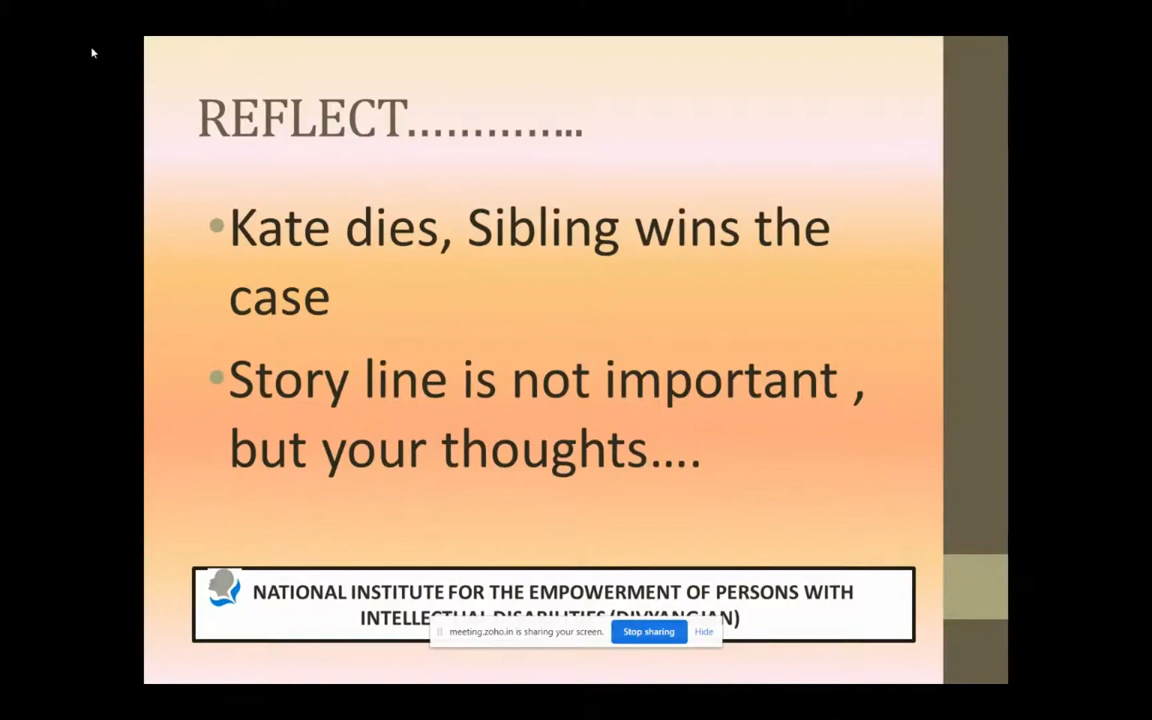 REFLECT…………..
•Kate dies, Sibling wins the
case
•Story line is not important ,
but your thoughts….
NATIONAL INSTITUTE FOR THE EMPOWERMENT OF PERSONS WITH
INTELLECTUAL DISABILITIES (DIVYANGJAN)
meeting.zoho.in is sharing your screen. Stop sharing Hide